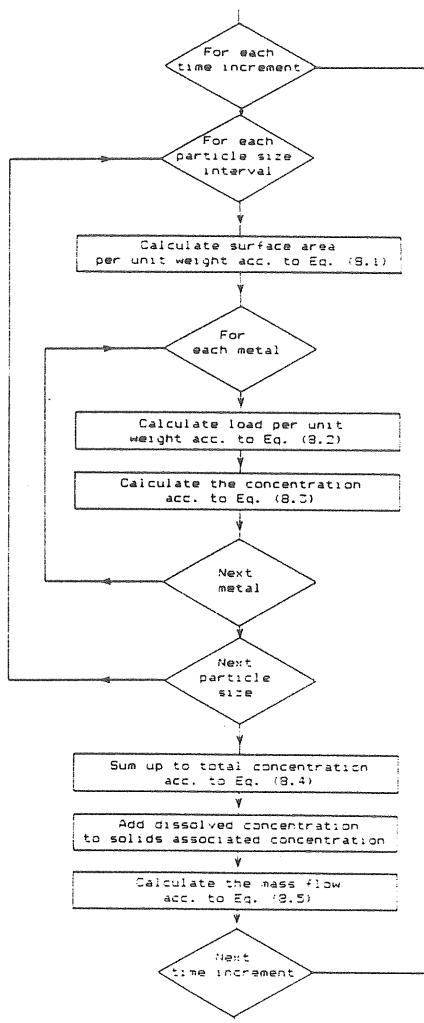 For each
time increment
For each
particle size
interval
Calculate surface area
per unit weight acc. to Eq. (8.1)
For
each metal
Calculate load per unit
weight acc. to Eq. (8.2)
Calculate the concentration
acc. to Eq. (8.3)
Next
metal
Next
particle
size
Sum up to total concentration
acc. to Eq. (8.4)
Add dissolved concentration
to solids associated concentration
Calculate the mass flow
acc. to Eq. (8.5)
Next
time increment